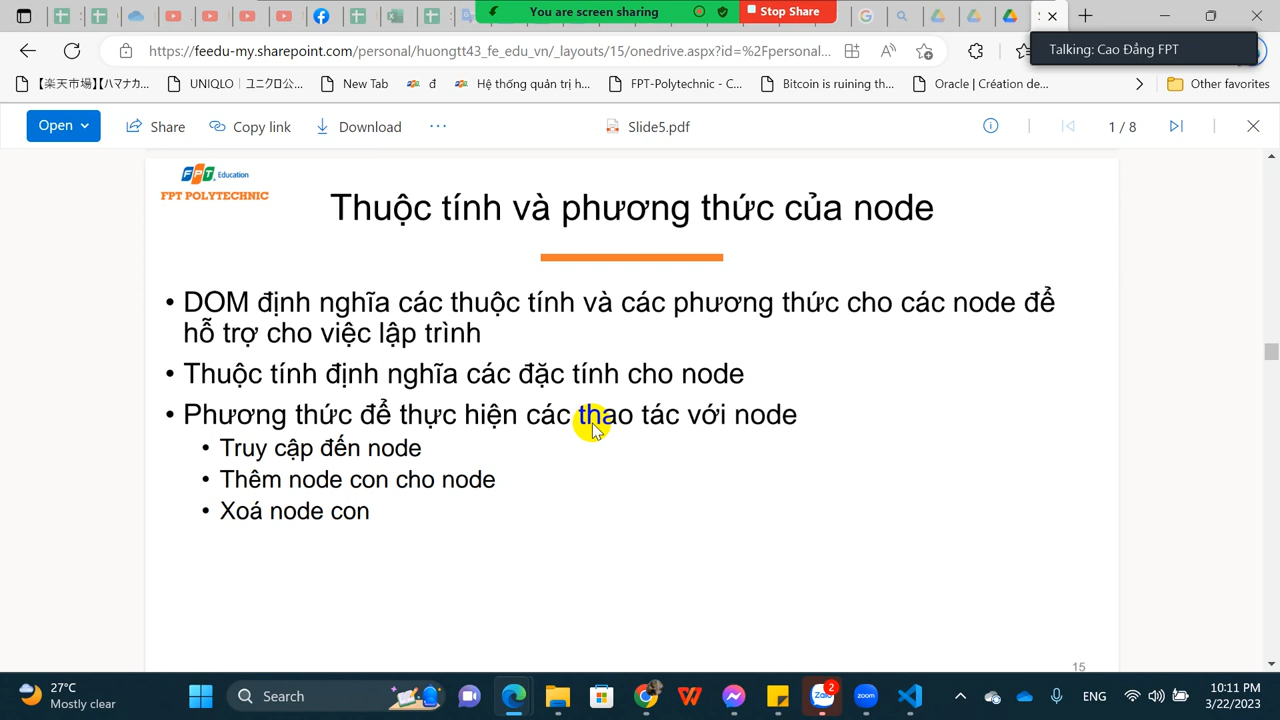 You are screen sharing
Stop Share
https://feedu-my.sharepoint.com/personal/huongtt43_fe_edu_vn/_layouts/15/onedrive.aspx?id=%2Fpersonal...
Talking: Cao Đẳng FPT
【楽天市場】【ハマナカ...
UNIQLO｜ユニクロ公...
New Tab
đ
Hệ thống quản trị h...
FPT-Polytechnic - C...
Bitcoin is ruining th...
Oracle | Création de...
Other favorites
Open
Share
Copy link
Download
Slide5.pdf
1 / 8
FPT Education
FPT POLYTECHNIC
Thuộc tính và phương thức của node
• DOM định nghĩa các thuộc tính và các phương thức cho các node để
hỗ trợ cho việc lập trình
• Thuộc tính định nghĩa các đặc tính cho node
• Phương thức để thực hiện các thao tác với node
• Truy cập đến node
• Thêm node con cho node
• Xoá node con
15
27°C
Mostly clear
Search
Zalo
2
zoom
ENG
10:11 PM
3/22/2023